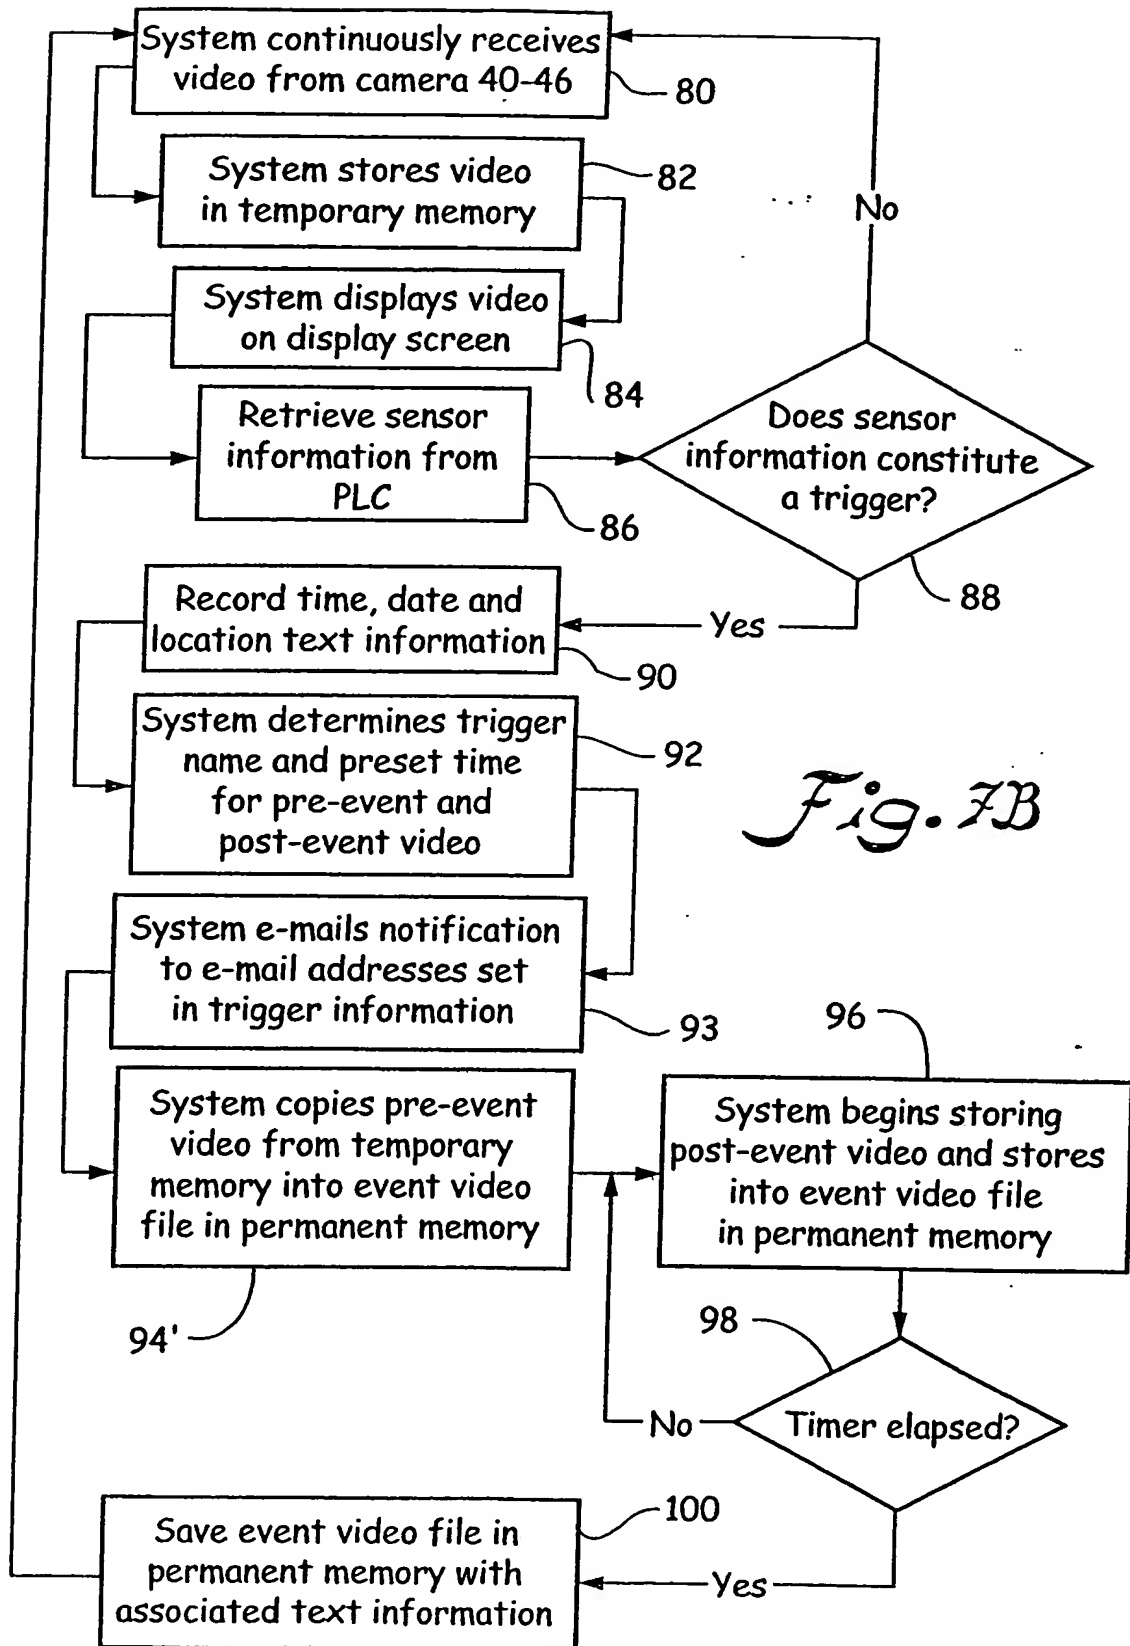 System continuously receives
video from camera 40-46
80
System stores video
in temporary memory
82
System displays video
on display screen
84
Retrieve sensor
information from
PLC
86
Does sensor
information constitute
a trigger?
88
No
Yes
Record time, date and
location text information
90
System determines trigger
name and preset time
for pre-event and
post-event video
92
Fig. 7B
System e-mails notification
to e-mail addresses set
in trigger information
93
System copies pre-event
video from temporary
memory into event video
file in permanent memory
94'
96
System begins storing
post-event video and stores
into event video file
in permanent memory
98
Timer elapsed?
No
Yes
Save event video file in
permanent memory with
associated text information
100